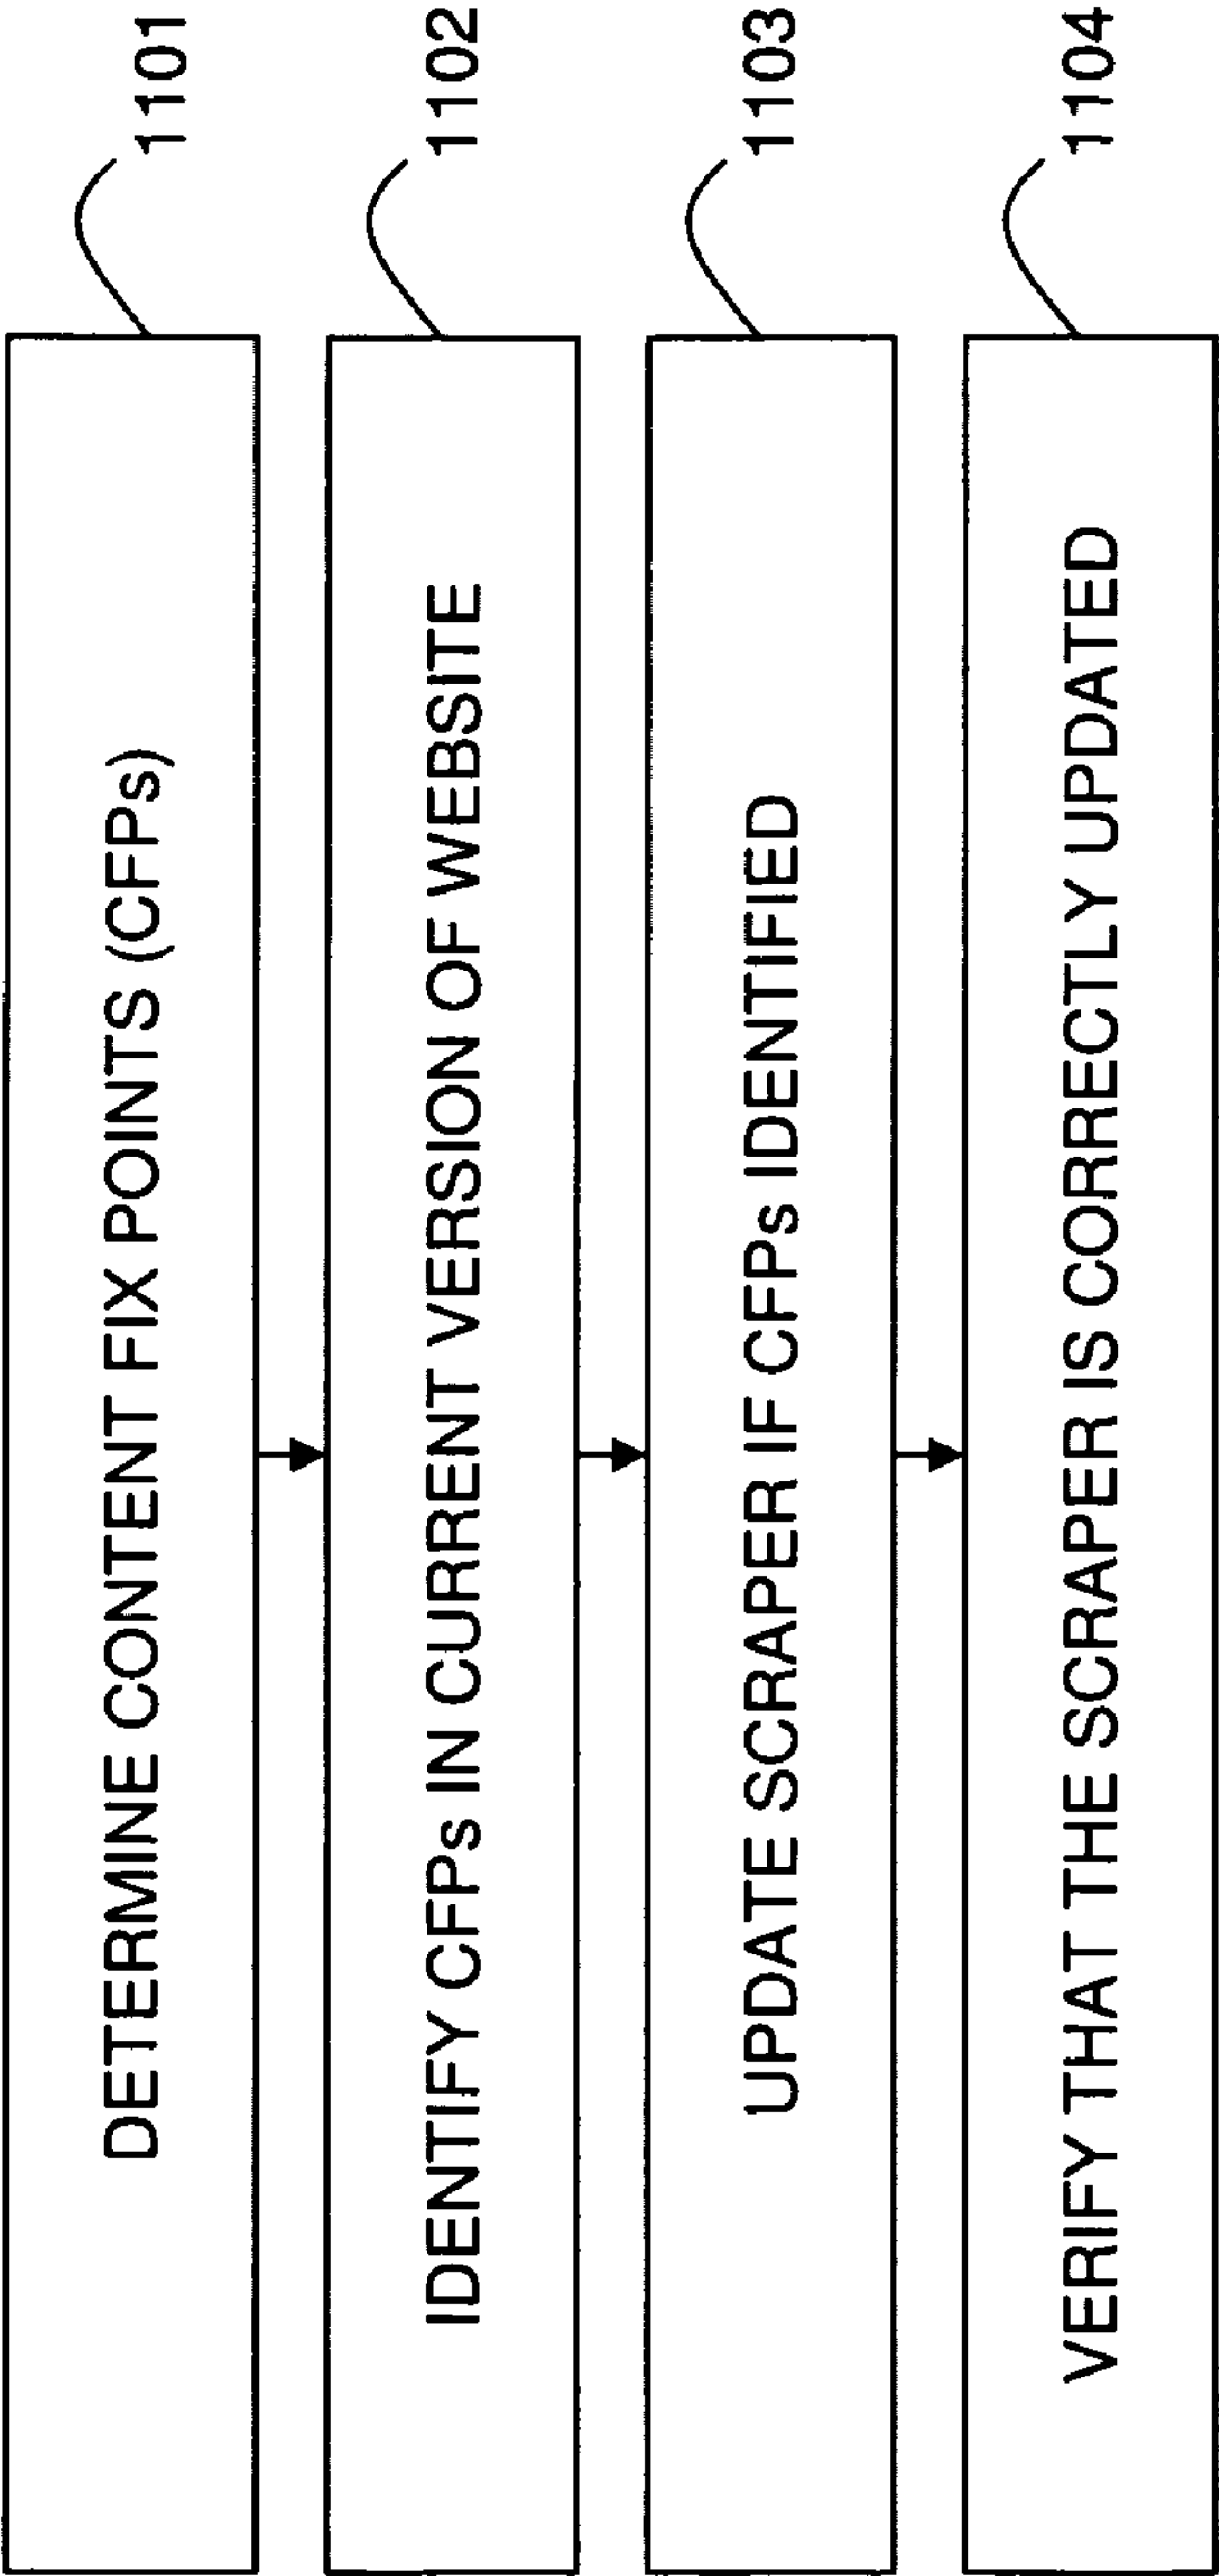 DETERMINE CONTENT FIX POINTS (CFPs)
1101
IDENTIFY CFPs IN CURRENT VERSION OF WEBSITE
1102
UPDATE SCRAPER IF CFPs IDENTIFIED
1103
VERIFY THAT THE SCRAPER IS CORRECTLY UPDATED
1104